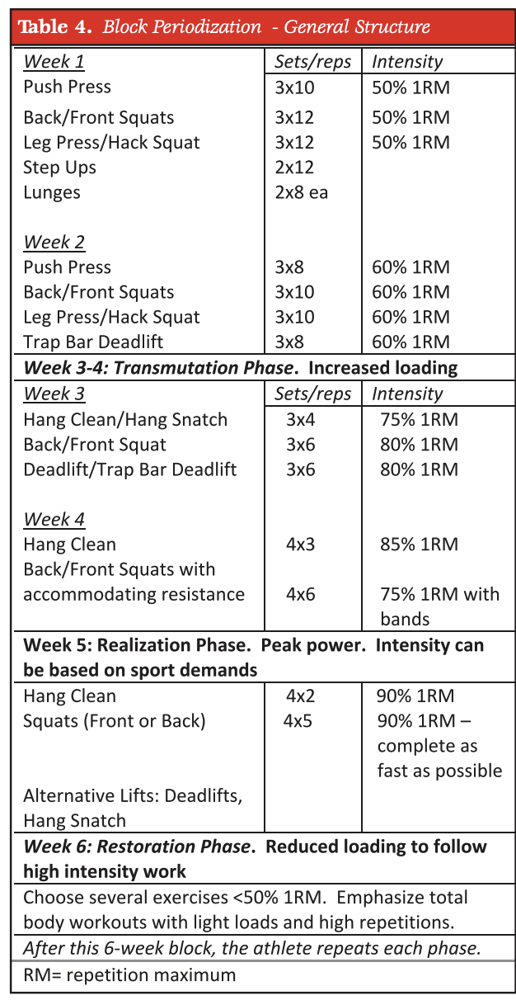 Table 4. Block Periodization - General Structure
Week 1 Sets/reps Intensity
Push Press 3x10 50% 1RM
Back/Front Squats 3x12 50% 1RM
Leg Press/Hack Squat 3x12 50% 1RM
Step Ups 2x12
Lunges 2x8 ea
Week 2
Push Press 3x8 60% 1RM
Back/Front Squats 3x10 60% 1RM
Leg Press/Hack Squat 3x10 60% 1RM
Trap Bar Deadlift 3x8 60% 1RM
Week 3-4: Transmutation Phase. Increased loading
Week 3 Sets/reps Intensity
Hang Clean/Hang Snatch 3x4 75% 1RM
Back/Front Squat 3x6 80% 1RM
Deadlift/Trap Bar Deadlift 3x6 80% 1RM
Week 4
Hang Clean 4x3 85% 1RM
Back/Front Squats with
accommodating resistance 4x6 75% 1RM with
bands
Week 5: Realization Phase. Peak power. Intensity can
be based on sport demands
Hang Clean 4x2 90% 1RM
Squats (Front or Back) 4x5 90% 1RM –
complete as
fast as possible
Alternative Lifts: Deadlifts,
Hang Snatch
Week 6: Restoration Phase. Reduced loading to follow
high intensity work
Choose several exercises <50% 1RM. Emphasize total
body workouts with light loads and high repetitions.
After this 6-week block, the athlete repeats each phase.
RM= repetition maximum